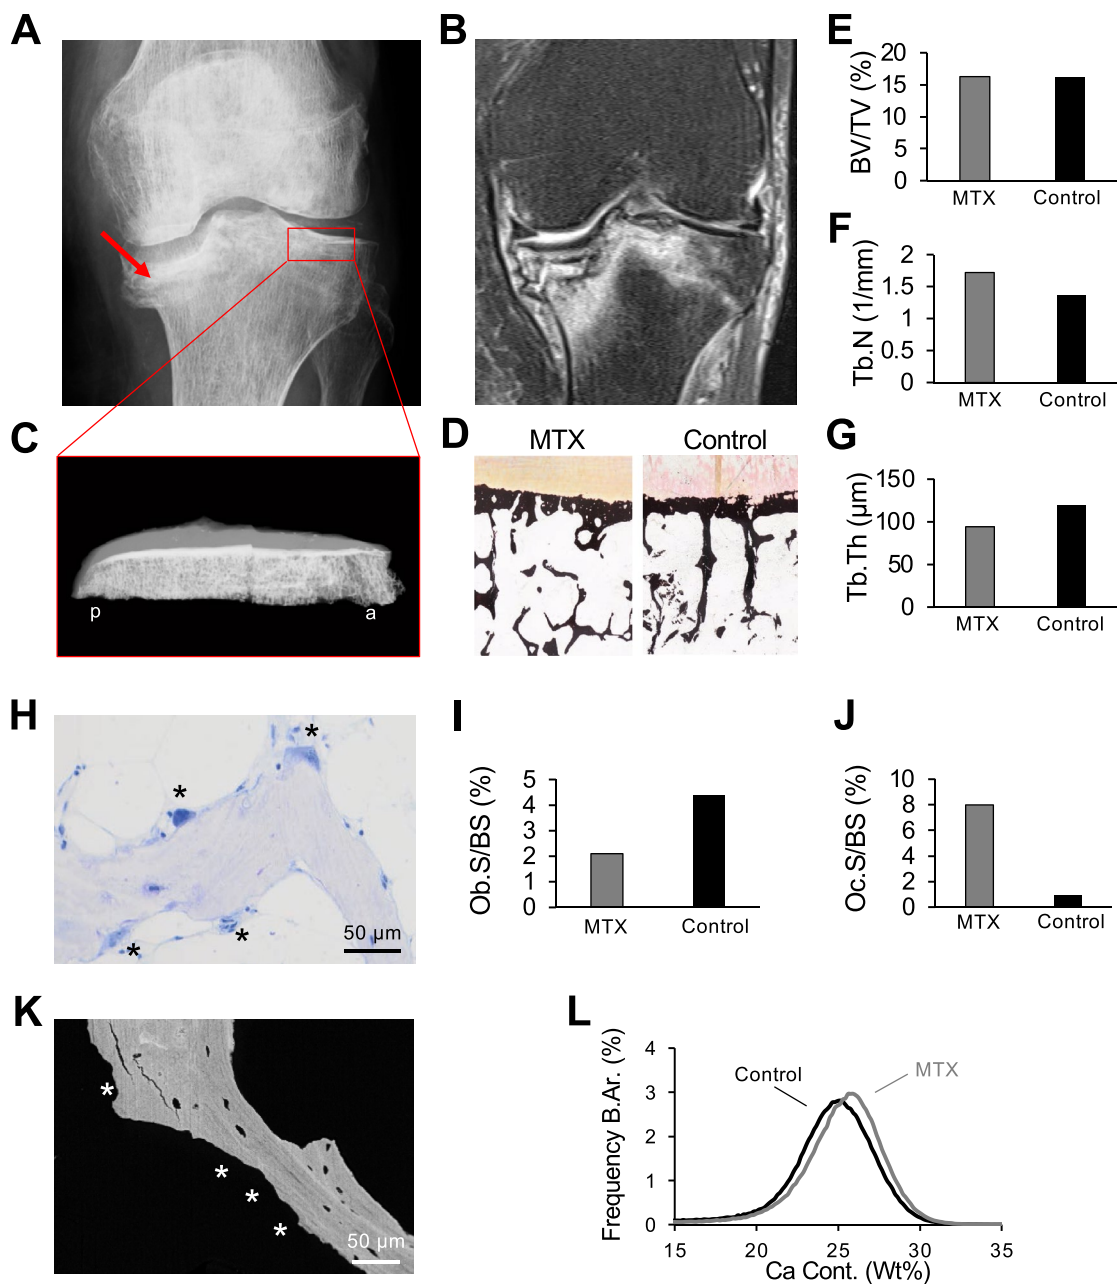 A
B
E
BV/TV (%)
20
15
10
5
0
MTX
Control
F
Tb.N (1/mm)
2
1.5
1
0.5
0
MTX
Control
C
p
a
D
MTX
Control
G
Tb.Th (µm)
150
100
50
0
MTX
Control
H
*
*
*
*
50 µm
I
Ob.S/BS (%)
5
4
3
2
1
0
MTX
Control
J
Oc.S/BS (%)
10
8
6
4
2
0
MTX
Control
K
*
*
*
*
50 µm
L
Frequency B.Ar. (%)
4
3
2
1
0
Control
MTX
15
20
25
30
35
Ca Cont. (Wt%)